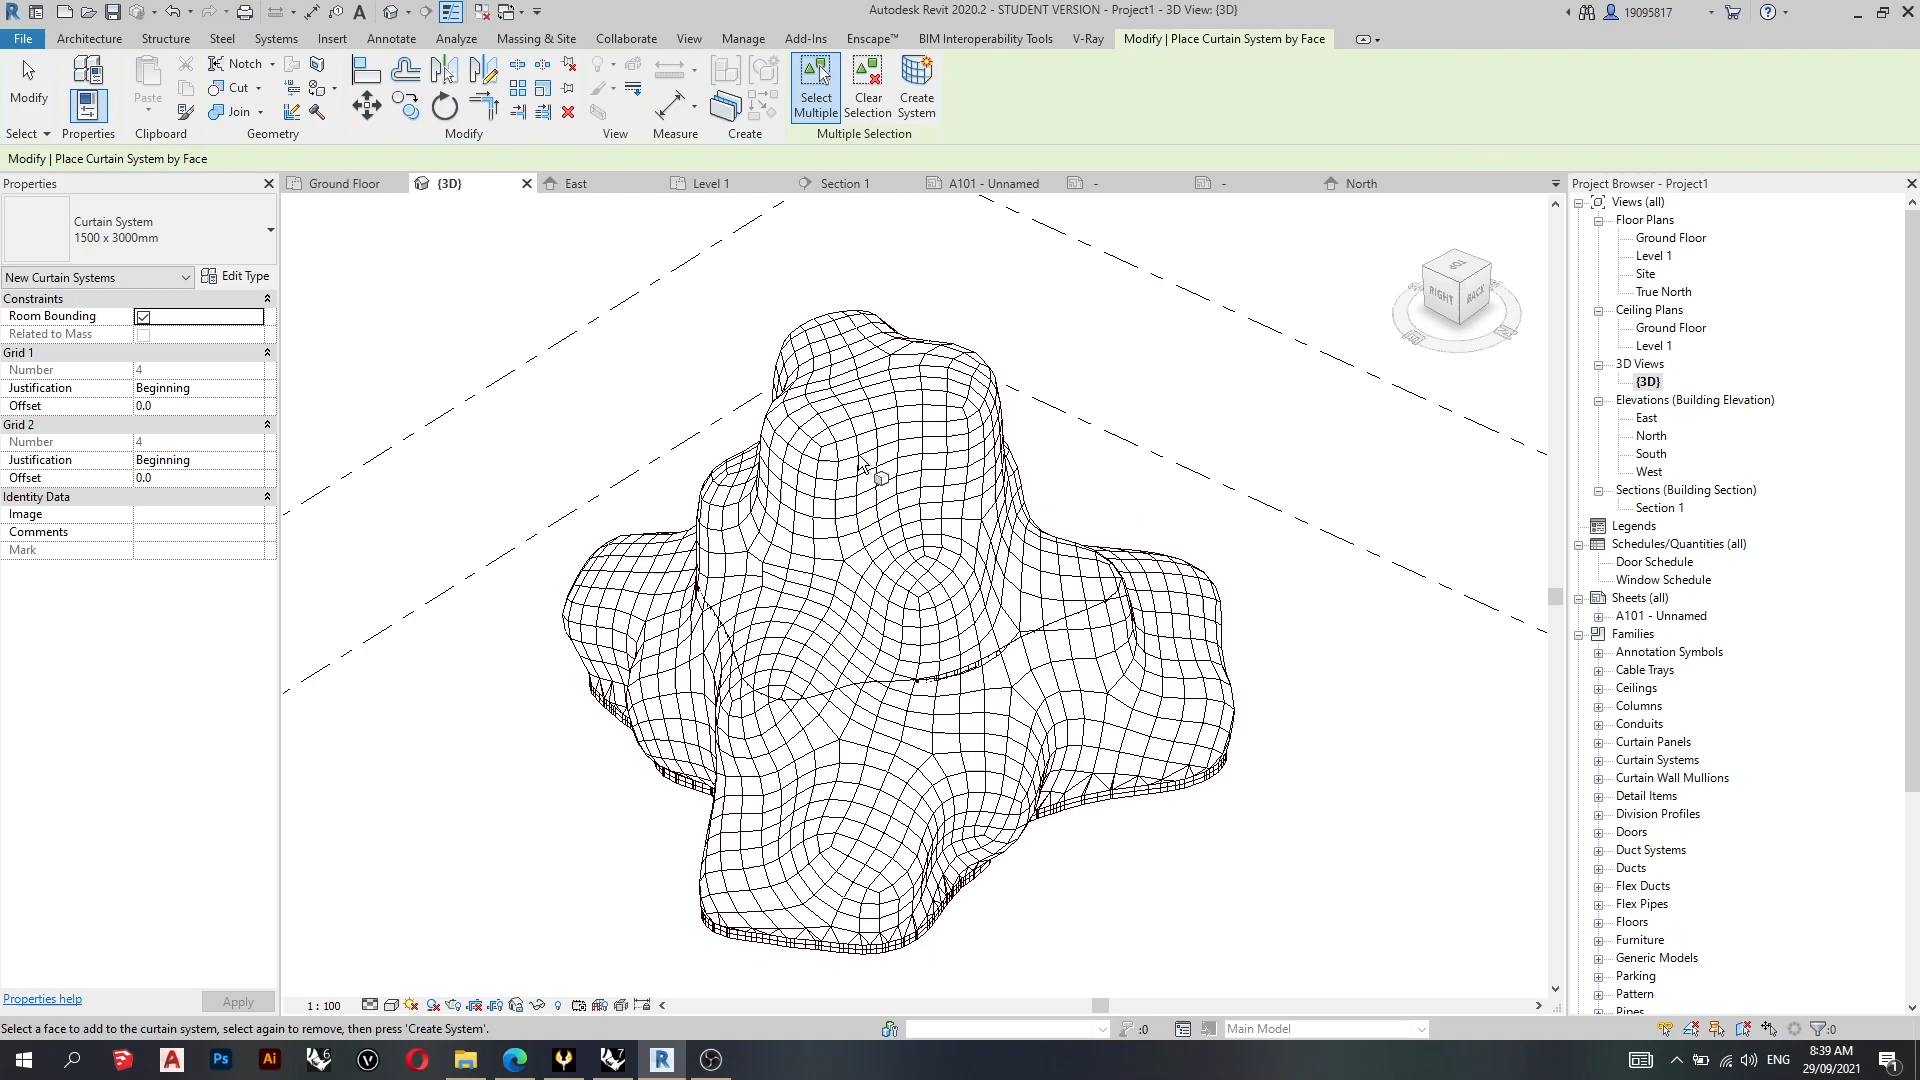 Autodesk Revit 2020.2 - STUDENT VERSION - Project1 - 3D View: {3D}
19095817
File Architecture Structure Steel Systems Insert Annotate Analyze Massing & Site Collaborate View Manage Add-Ins Enscape™ BIM Interoperability Tools V-Ray Modify | Place Curtain System by Face
Modify
Paste
Notch
Cut
Join
Select Multiple
Clear Selection
Create System
Select Properties Clipboard Geometry Modify View Measure Create Multiple Selection
Modify | Place Curtain System by Face
Properties
Ground Floor {3D} East Level 1 Section 1 A101 - Unnamed - - North
Curtain System
1500 x 3000mm
New Curtain Systems Edit Type
Constraints
Room Bounding
Related to Mass
Grid 1
Number 4
Justification Beginning
Offset 0.0
Grid 2
Number 4
Justification Beginning
Offset 0.0
Identity Data
Image
Comments
Mark
Properties help Apply
TOP
RIGHT
BACK
1 : 100
Project Browser - Project1
Views (all)
Floor Plans
Ground Floor
Level 1
Site
True North
Ceiling Plans
Ground Floor
Level 1
3D Views
{3D}
Elevations (Building Elevation)
East
North
South
West
Sections (Building Section)
Section 1
Legends
Schedules/Quantities (all)
Door Schedule
Window Schedule
Sheets (all)
A101 - Unnamed
Families
Annotation Symbols
Cable Trays
Ceilings
Columns
Conduits
Curtain Panels
Curtain Systems
Curtain Wall Mullions
Detail Items
Division Profiles
Doors
Duct Systems
Ducts
Flex Ducts
Flex Pipes
Floors
Furniture
Generic Models
Parking
Pattern
Pipes
Select a face to add to the curtain system, select again to remove, then press 'Create System'.
:0
Main Model
:0
Ps
Ai
6
7
R
ENG
8:39 AM
29/09/2021
1